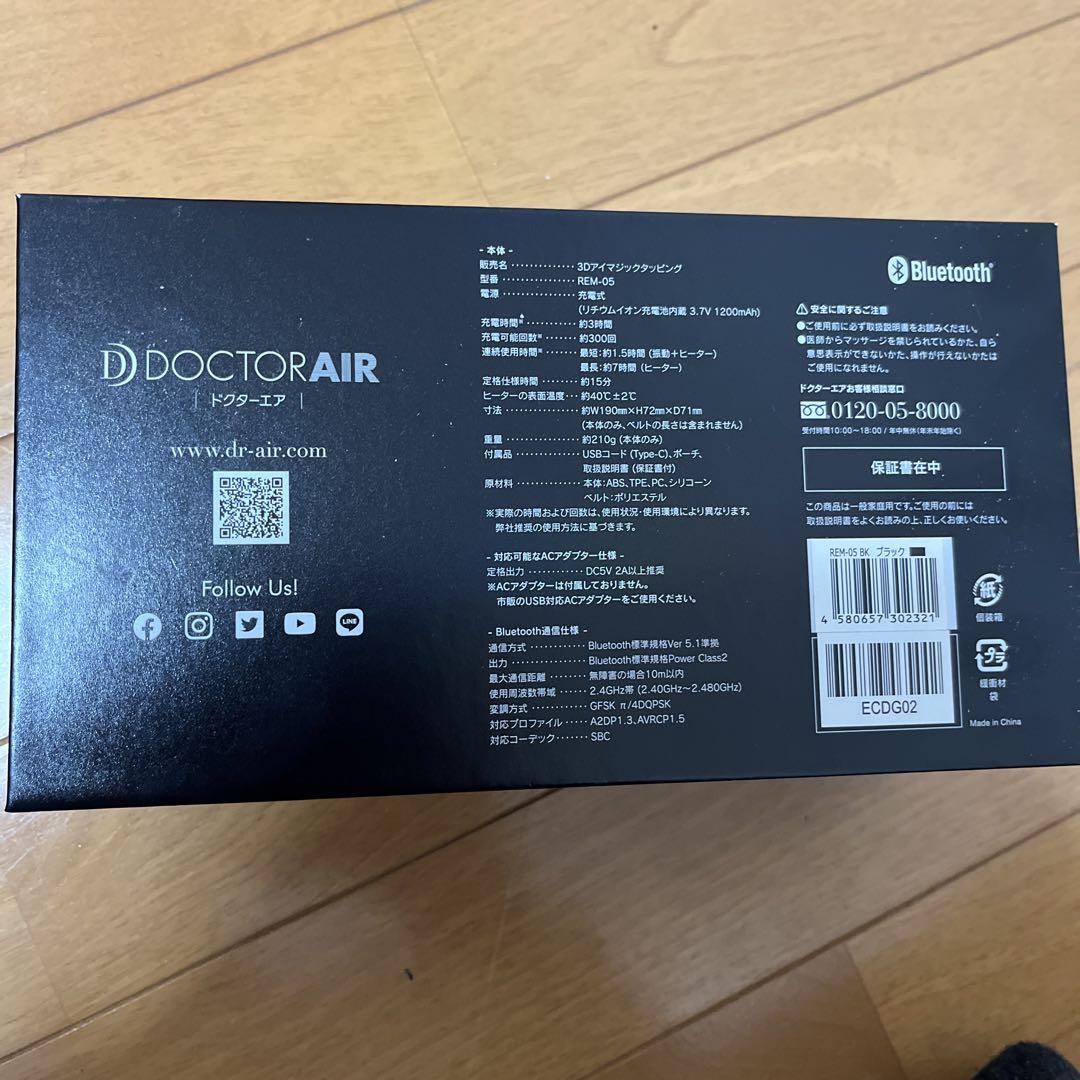 DOCTORAIR
ドクターエア
www.dr-air.com
Follow Us!
LINE
- 本体 -
販売名 ･･････････････ 3Dアイマジックタッピング
型番 ････････････････ REM-05
電源 ････････････････ 充電式
(リチウムイオン充電池内蔵 3.7V 1200mAh)
充電時間※ ･･･････････ 約3時間
充電可能回数※ ･･･････ 約300回
連続使用時間※ ･･･････ 最短:約1.5時間 (振動+ヒーター)
最長:約7時間 (ヒーター)
定格仕様時間 ････････ 約15分
ヒーターの表面温度･･･ 約40℃±2℃
寸法 ････････････････ 約W190mm×H72mm×D71mm
(本体のみ、ベルトの長さは含まれません)
重量 ････････････････ 約210g (本体のみ)
付属品 ･･････････････ USBコード (Type-C)、ポーチ、
取扱説明書 (保証書付)
原材料 ･･････････････ 本体:ABS、TPE、PC、シリコーン
ベルト:ポリエステル
※実際の時間および回数は、使用状況･使用環境により異なります。
弊社推奨の使用方法に基づきます。
- 対応可能なACアダプター仕様 -
定格出力 ････････････ DC5V 2A以上推奨
※ACアダプターは付属しておりません。
市販のUSB対応ACアダプターをご使用ください。
- Bluetooth通信仕様 -
通信方式 ････････････ Bluetooth標準規格Ver 5.1準拠
出力 ････････････････ Bluetooth標準規格Power Class2
最大通信距離 ････････ 無障害の場合10m以内
使用周波数帯域 ･･････ 2.4GHz帯 (2.40GHz～2.480GHz)
変調方式 ････････････ GFSK π/4DQPSK
対応プロファイル ････ A2DP1.3、AVRCP1.5
対応コーデック･･･････ SBC
Bluetooth®
⚠安全に関するご注意
●ご使用前に必ず取扱説明書をお読みください。
●医師からマッサージを禁じられているかた、自ら
意思表示ができないかた、操作が行えないかたは
ご使用になれません。
ドクターエアお客様相談窓口
0120-05-8000
受付時間10:00～18:00 / 年中無休(年末年始除く)
保証書在中
この商品は一般家庭用です。ご使用の前には
取扱説明書をよくお読みの上、正しくお使いください。
REM-05 BK ブラック
4 580657 302321
ECDG02
紙
個装箱
プラ
緩衝材
袋
Made in China